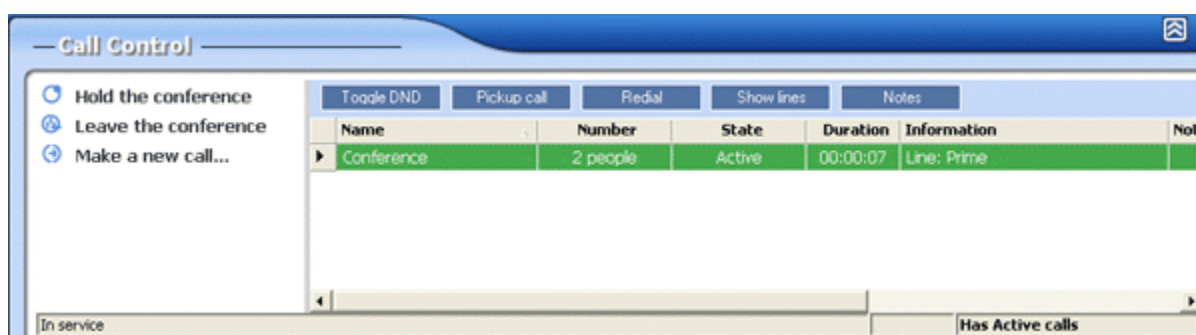 Call Control
Hold the conference
Leave the conference
Make a new call...
Toggle DND Pickup call Redial Show lines Notes
Name Number State Duration Information Not
Conference 2 people Active 00:00:07 Line: Prime
In service Has Active calls